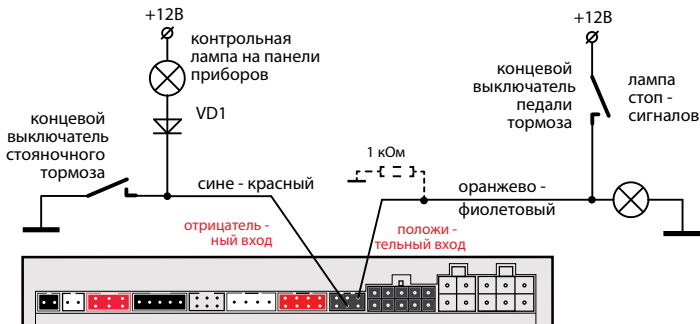 +12В
контрольная
лампа на панели
приборов
VD1
концевой
выключатель
стояночного
тормоза
сине - красный
отрицатель -
ный вход
+12В
концевой
выключатель
педали
тормоза
лампа
стоп -
сигналов
1 кОм
оранжево -
фиолетовый
положи -
тельный вход